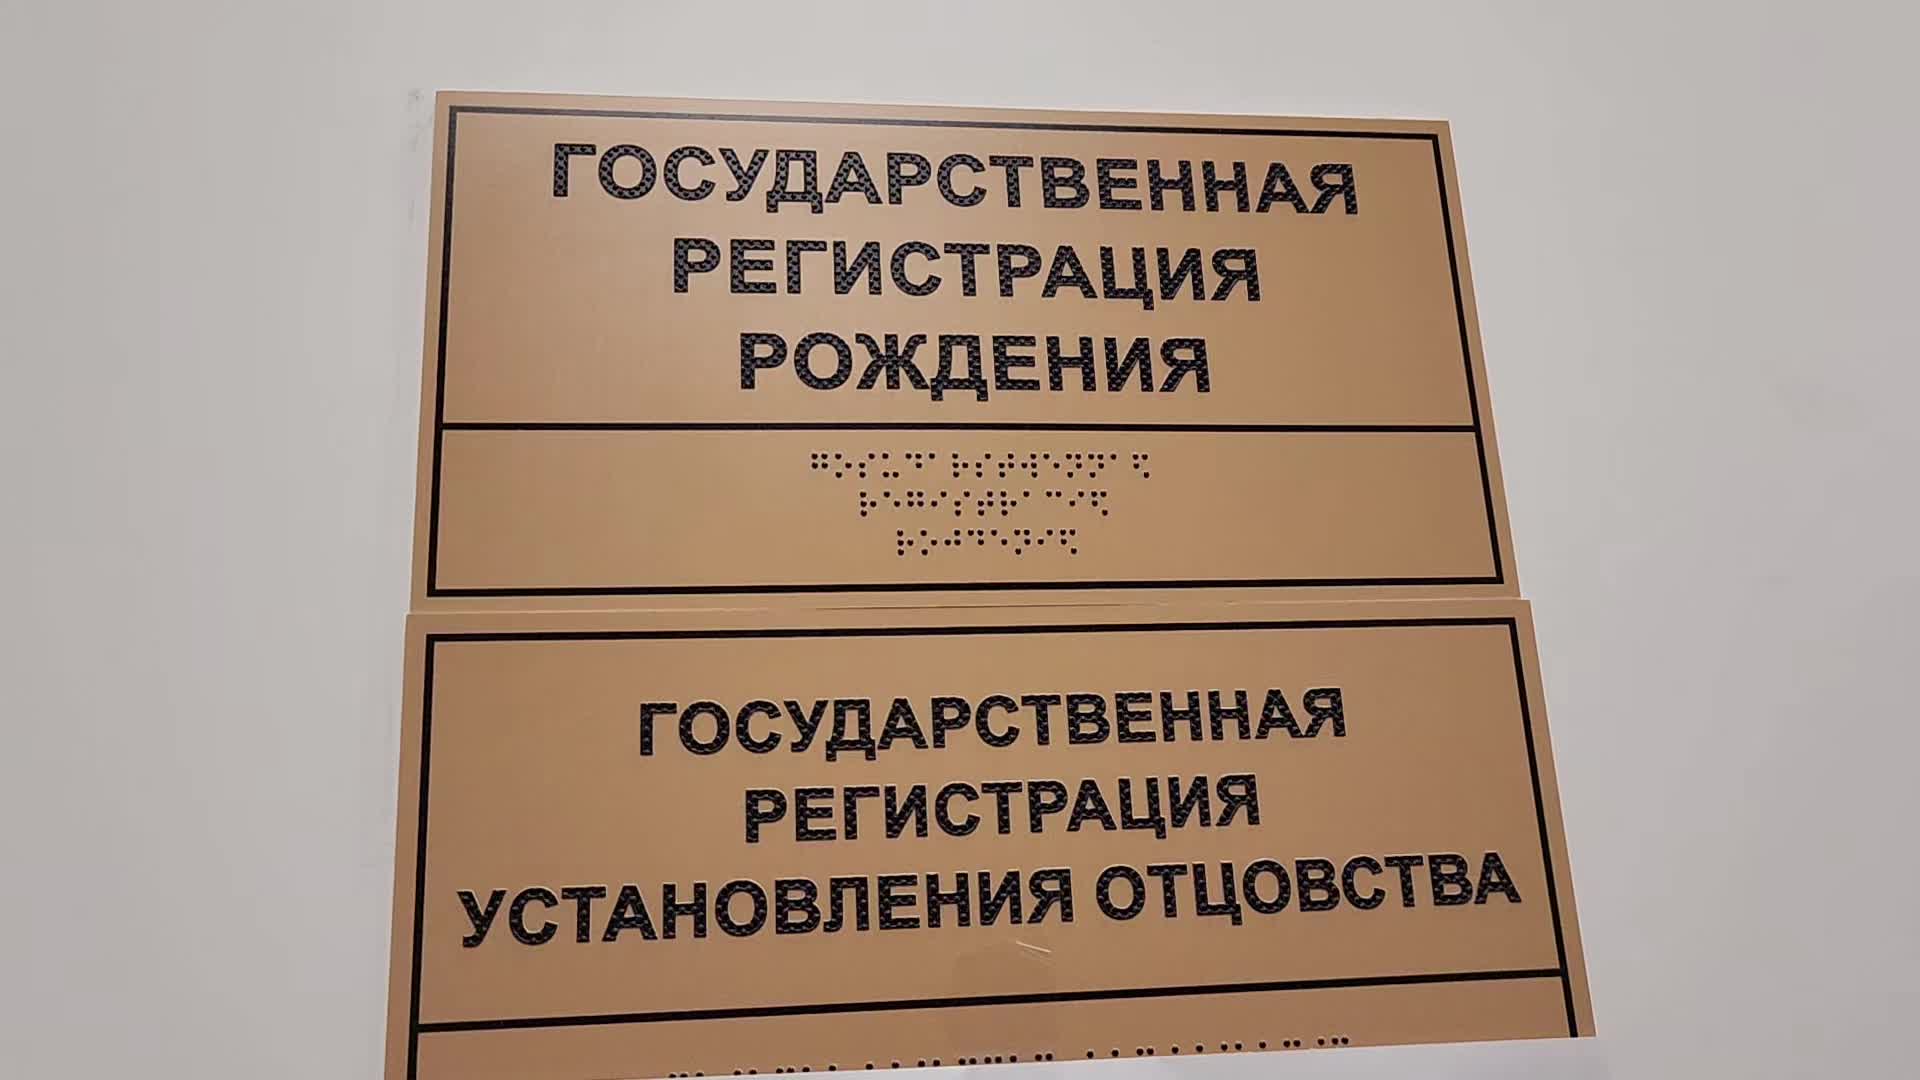 ГОСУДАРСТВЕННАЯ
РЕГИСТРАЦИЯ
РОЖДЕНИЯ
⠛⠕⠎⠥⠙⠁⠗⠎⠞⠺⠑⠝⠝⠁⠫
⠗⠑⠛⠊⠎⠞⠗⠁⠉⠊⠫
⠗⠕⠚⠙⠑⠝⠊⠫
ГОСУДАРСТВЕННАЯ
РЕГИСТРАЦИЯ
УСТАНОВЛЕНИЯ ОТЦОВСТВА